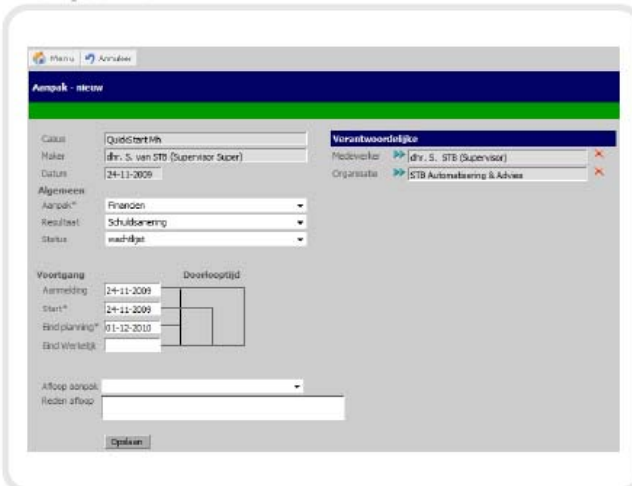 Menu Annuleer
Aanpak - nieuw
Casus QuickStart Mh
Maker dhr. S. van STB (Supervisor Super)
Datum 24-11-2009
Verantwoordelijke
Medewerker dhr. S. STB (Supervisor)
Organisatie STB Automatisering & Advies
Algemeen
Aanpak* Financien
Resultaat Schuldsanering
Status wachtlijst
Voortgang Doorlooptijd
Aanmelding 24-11-2009
Start* 24-11-2009
Eind planning* 01-12-2010
Eind Werkelijk
Afloop aanpak
Reden afloop
Opslaan